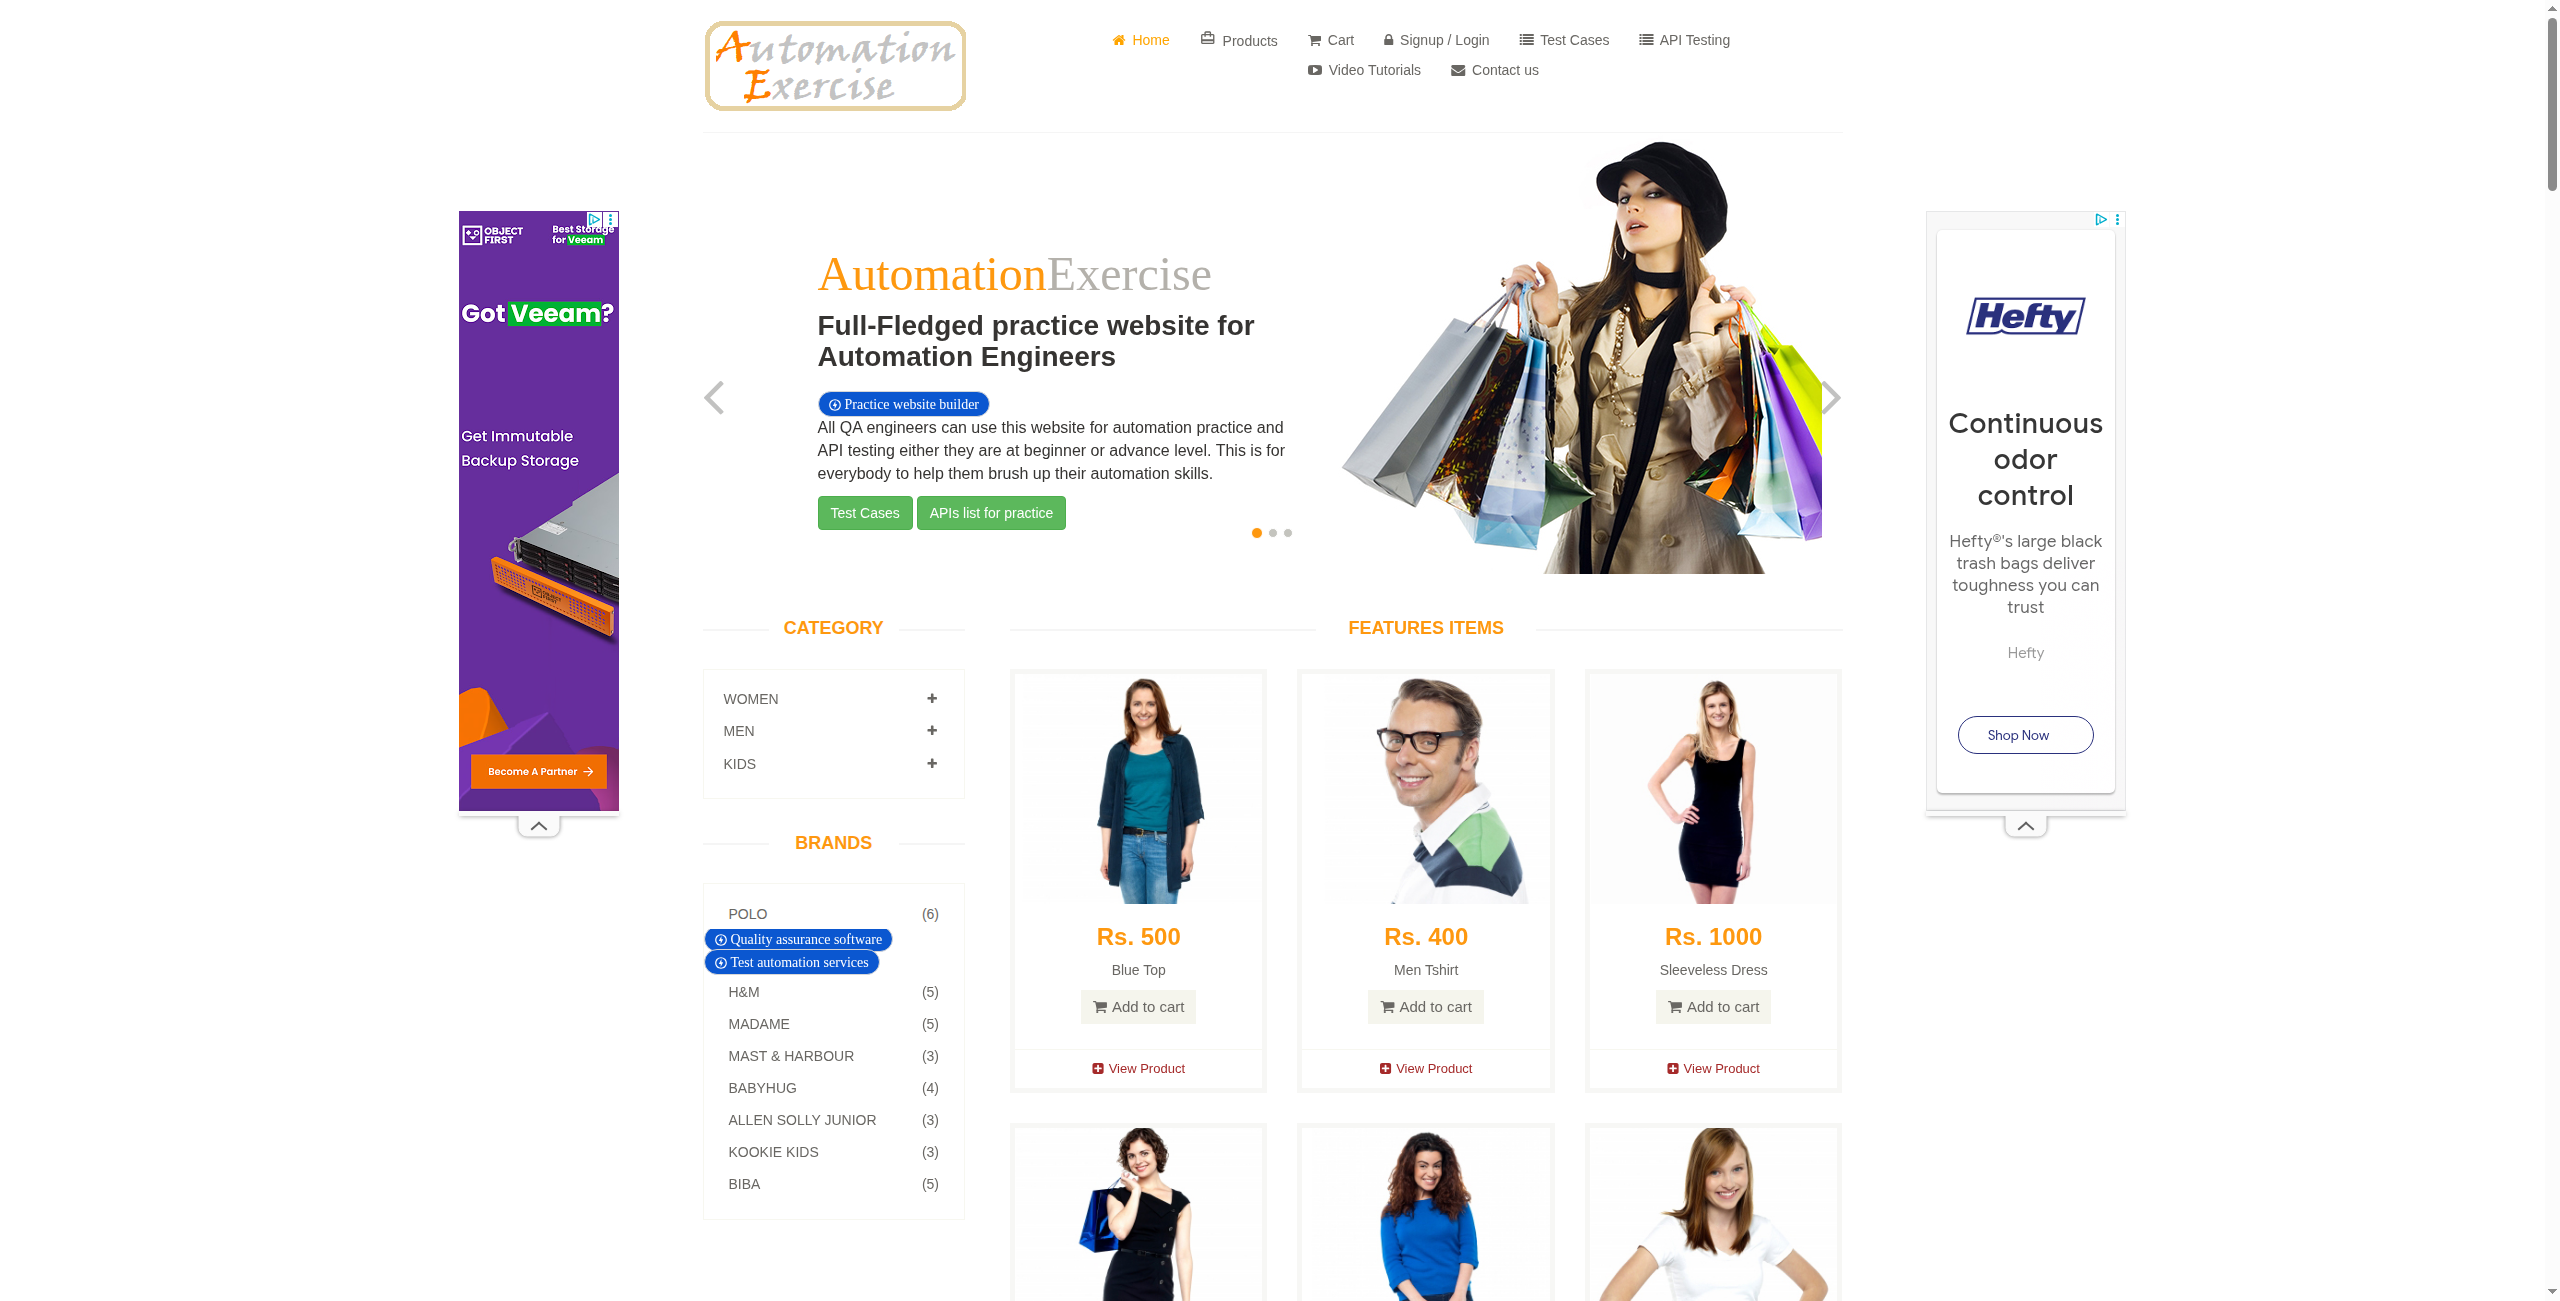 Automation
Exercise
Home
Products
Cart
Signup / Login
Test Cases
API Testing
Video Tutorials
Contact us
OBJECT
FIRST
Best Storage
for Veeam
Got Veeam?
Get Immutable
Backup Storage
Become A Partner
AutomationExercise
Full-Fledged practice website for
Automation Engineers
Practice website builder
All QA engineers can use this website for automation practice and
API testing either they are at beginner or advance level. This is for
everybody to help them brush up their automation skills.
Test Cases
APIs list for practice
Hefty
Continuous
odor
control
Hefty®'s large black
trash bags deliver
toughness you can
trust
Hefty
Shop Now
CATEGORY
WOMEN
MEN
KIDS
BRANDS
POLO (6)
Quality assurance software
Test automation services
H&M (5)
MADAME (5)
MAST & HARBOUR (3)
BABYHUG (4)
ALLEN SOLLY JUNIOR (3)
KOOKIE KIDS (3)
BIBA (5)
FEATURES ITEMS
Rs. 500
Blue Top
Add to cart
View Product
Rs. 400
Men Tshirt
Add to cart
View Product
Rs. 1000
Sleeveless Dress
Add to cart
View Product